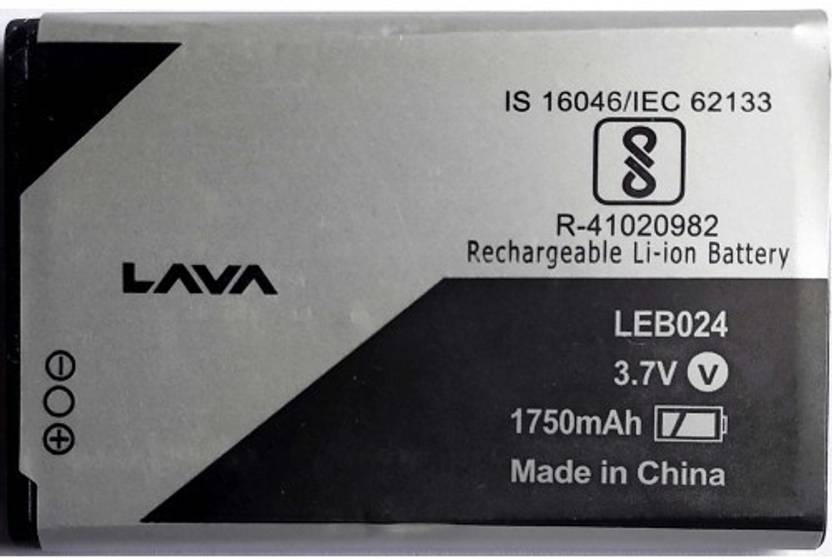 IS 16046/IEC 62133
R-41020982
Rechargeable Li-ion Battery
LAVA
LEB024
3.7V V
1750mAh
Made in China